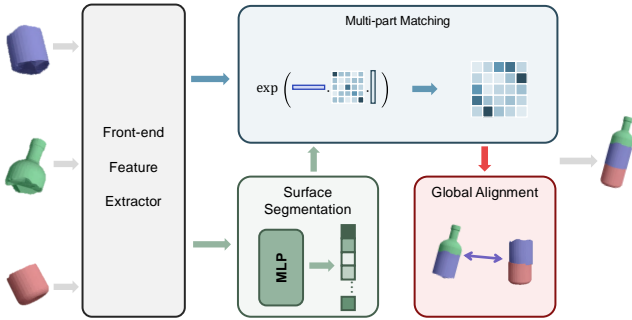 Multi-part Matching
exp ( · · )
Front-end
Feature
Extractor
Surface
Segmentation
MLP
Global Alignment